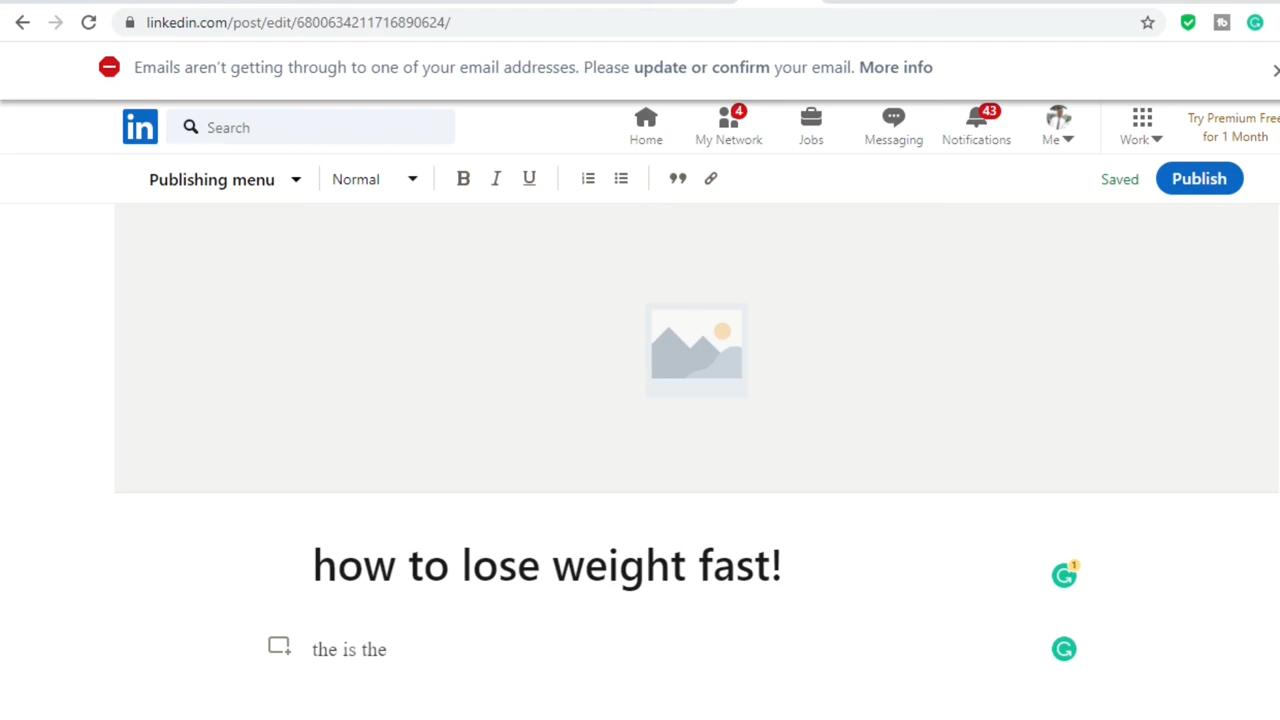 linkedin.com/post/edit/6800634211716890624/
Emails aren't getting through to one of your email addresses. Please update or confirm your email. More info
in Search Home 4 My Network Jobs Messaging 43 Notifications Me Work Try Premium Free
for 1 Month
Publishing menu Normal B I U Saved Publish
how to lose weight fast!
1
the is the